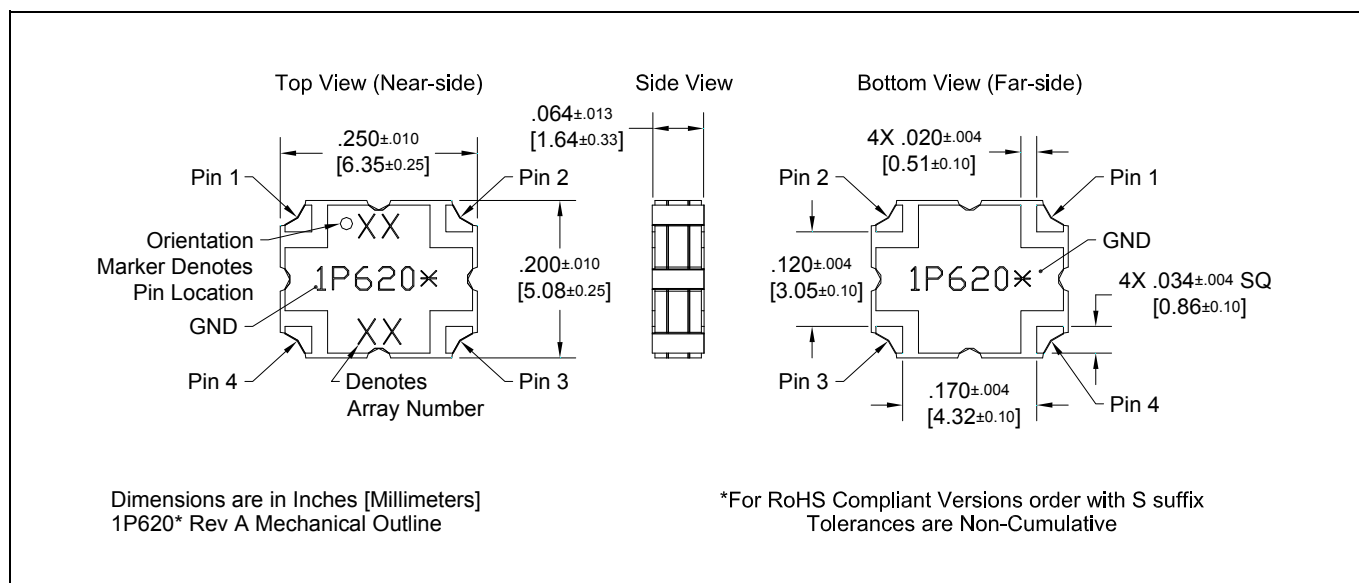 Top View (Near-side)
Side View
Bottom View (Far-side)
.250±.010
[6.35±0.25]
.064±.013
[1.64±0.33]
4X .020±.004
[0.51±0.10]
Pin 1
Pin 2
Pin 2
Pin 1
Orientation
Marker Denotes
Pin Location
XX
1P620*
XX
GND
.200±.010
[5.08±0.25]
.120±.004
[3.05±0.10]
1P620*
GND
4X .034±.004 SQ
[0.86±0.10]
Pin 4
Denotes
Array Number
Pin 3
Pin 3
.170±.004
[4.32±0.10]
Pin 4
Dimensions are in Inches [Millimeters]
1P620* Rev A Mechanical Outline
*For RoHS Compliant Versions order with S suffix
Tolerances are Non-Cumulative